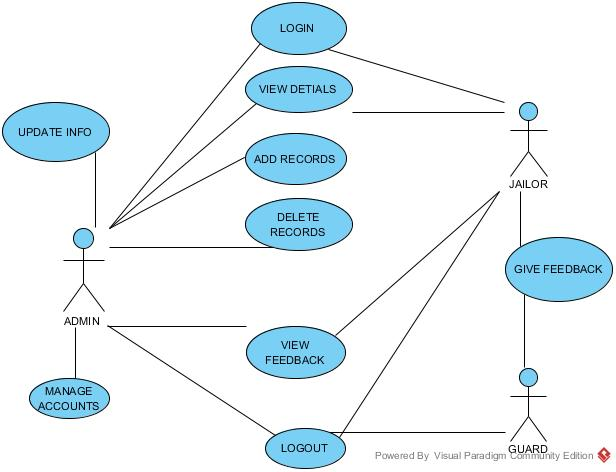 LOGIN
VIEW DETIALS
UPDATE INFO
ADD RECORDS
JAILOR
DELETE
RECORDS
GIVE FEEDBACK
ADMIN
VIEW
FEEDBACK
MANAGE
ACCOUNTS
LOGOUT
GUARD
Powered By Visual Paradigm Community Edition